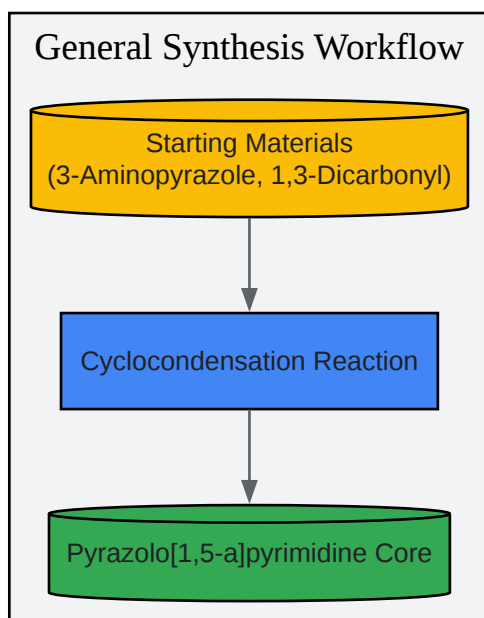 General Synthesis Workflow
Starting Materials
(3-Aminopyrazole, 1,3-Dicarbonyl)
Cyclocondensation Reaction
Pyrazolo[1,5-a]pyrimidine Core